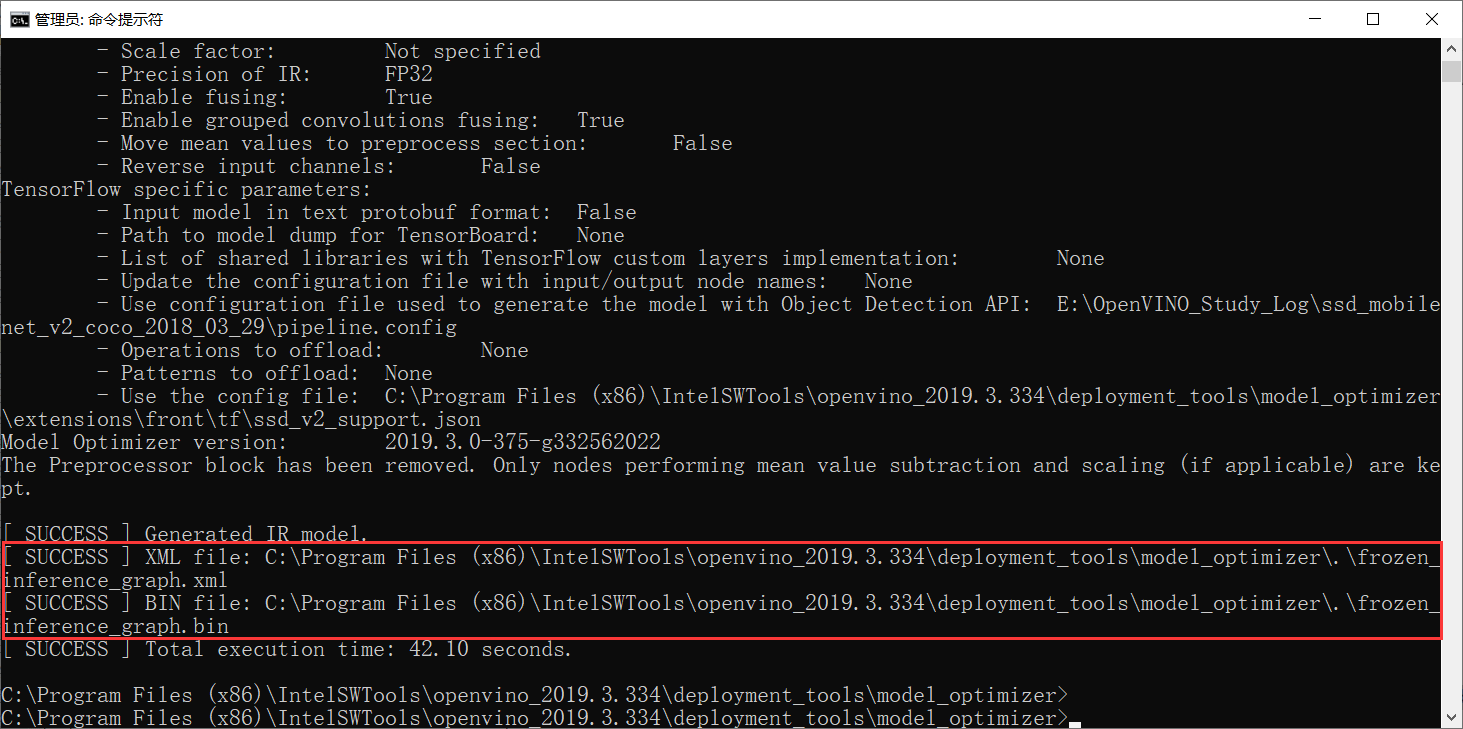 管理员: 命令提示符
- Scale factor: Not specified
- Precision of IR: FP32
- Enable fusing: True
- Enable grouped convolutions fusing: True
- Move mean values to preprocess section: False
- Reverse input channels: False
TensorFlow specific parameters:
- Input model in text protobuf format: False
- Path to model dump for TensorBoard: None
- List of shared libraries with TensorFlow custom layers implementation: None
- Update the configuration file with input/output node names: None
- Use configuration file used to generate the model with Object Detection API: E:\OpenVINO_Study_Log\ssd_mobile
net_v2_coco_2018_03_29\pipeline.config
- Operations to offload: None
- Patterns to offload: None
- Use the config file: C:\Program Files (x86)\IntelSWTools\openvino_2019.3.334\deployment_tools\model_optimizer
\extensions\front\tf\ssd_v2_support.json
Model Optimizer version: 2019.3.0-375-g332562022
The Preprocessor block has been removed. Only nodes performing mean value subtraction and scaling (if applicable) are ke
pt.
[ SUCCESS ] Generated IR model.
[ SUCCESS ] XML file: C:\Program Files (x86)\IntelSWTools\openvino_2019.3.334\deployment_tools\model_optimizer\.\frozen_
inference_graph.xml
[ SUCCESS ] BIN file: C:\Program Files (x86)\IntelSWTools\openvino_2019.3.334\deployment_tools\model_optimizer\.\frozen_
inference_graph.bin
[ SUCCESS ] Total execution time: 42.10 seconds.
C:\Program Files (x86)\IntelSWTools\openvino_2019.3.334\deployment_tools\model_optimizer>
C:\Program Files (x86)\IntelSWTools\openvino_2019.3.334\deployment_tools\model_optimizer>